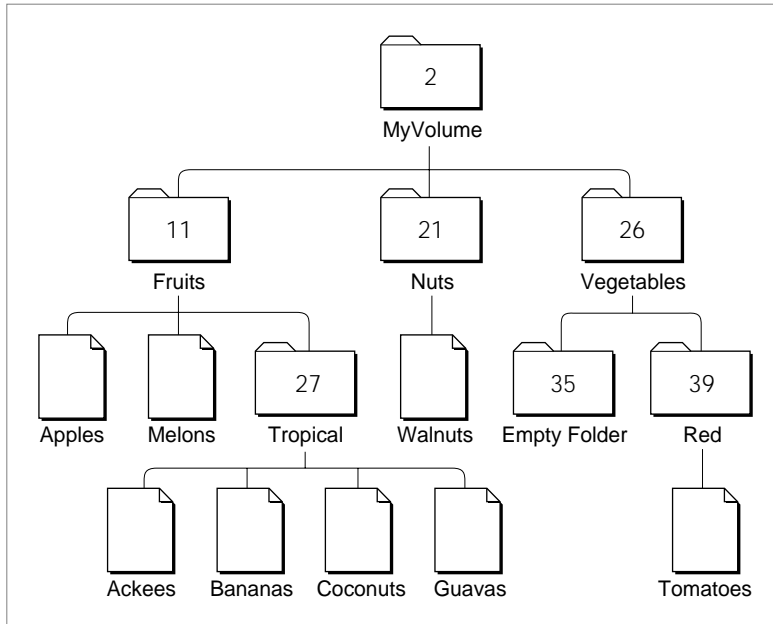 2
MyVolume
11 21 26
Fruits Nuts Vegetables
27 35 39
Apples Melons Tropical Walnuts Empty Folder Red
Ackees Bananas Coconuts Guavas Tomatoes